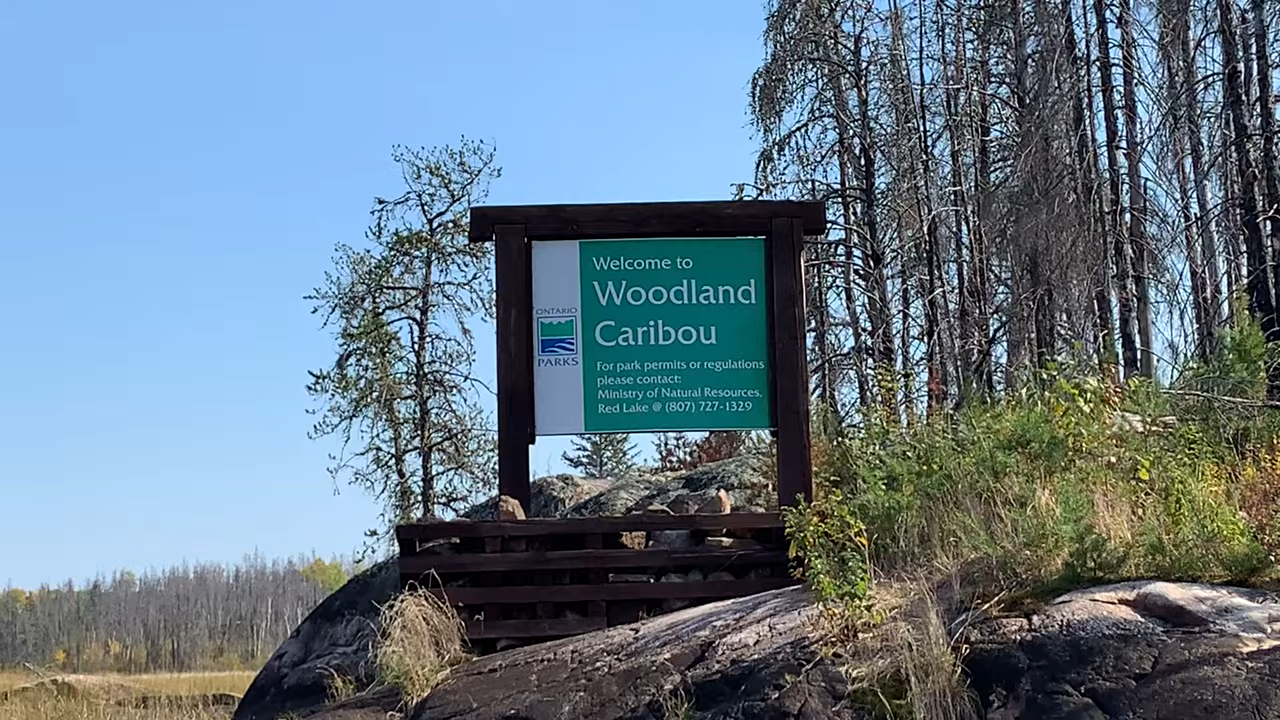 Welcome to
Woodland
Caribou
ONTARIO
PARKS
For park permits or regulations
please contact:
Ministry of Natural Resources,
Red Lake @ (807) 727-1329